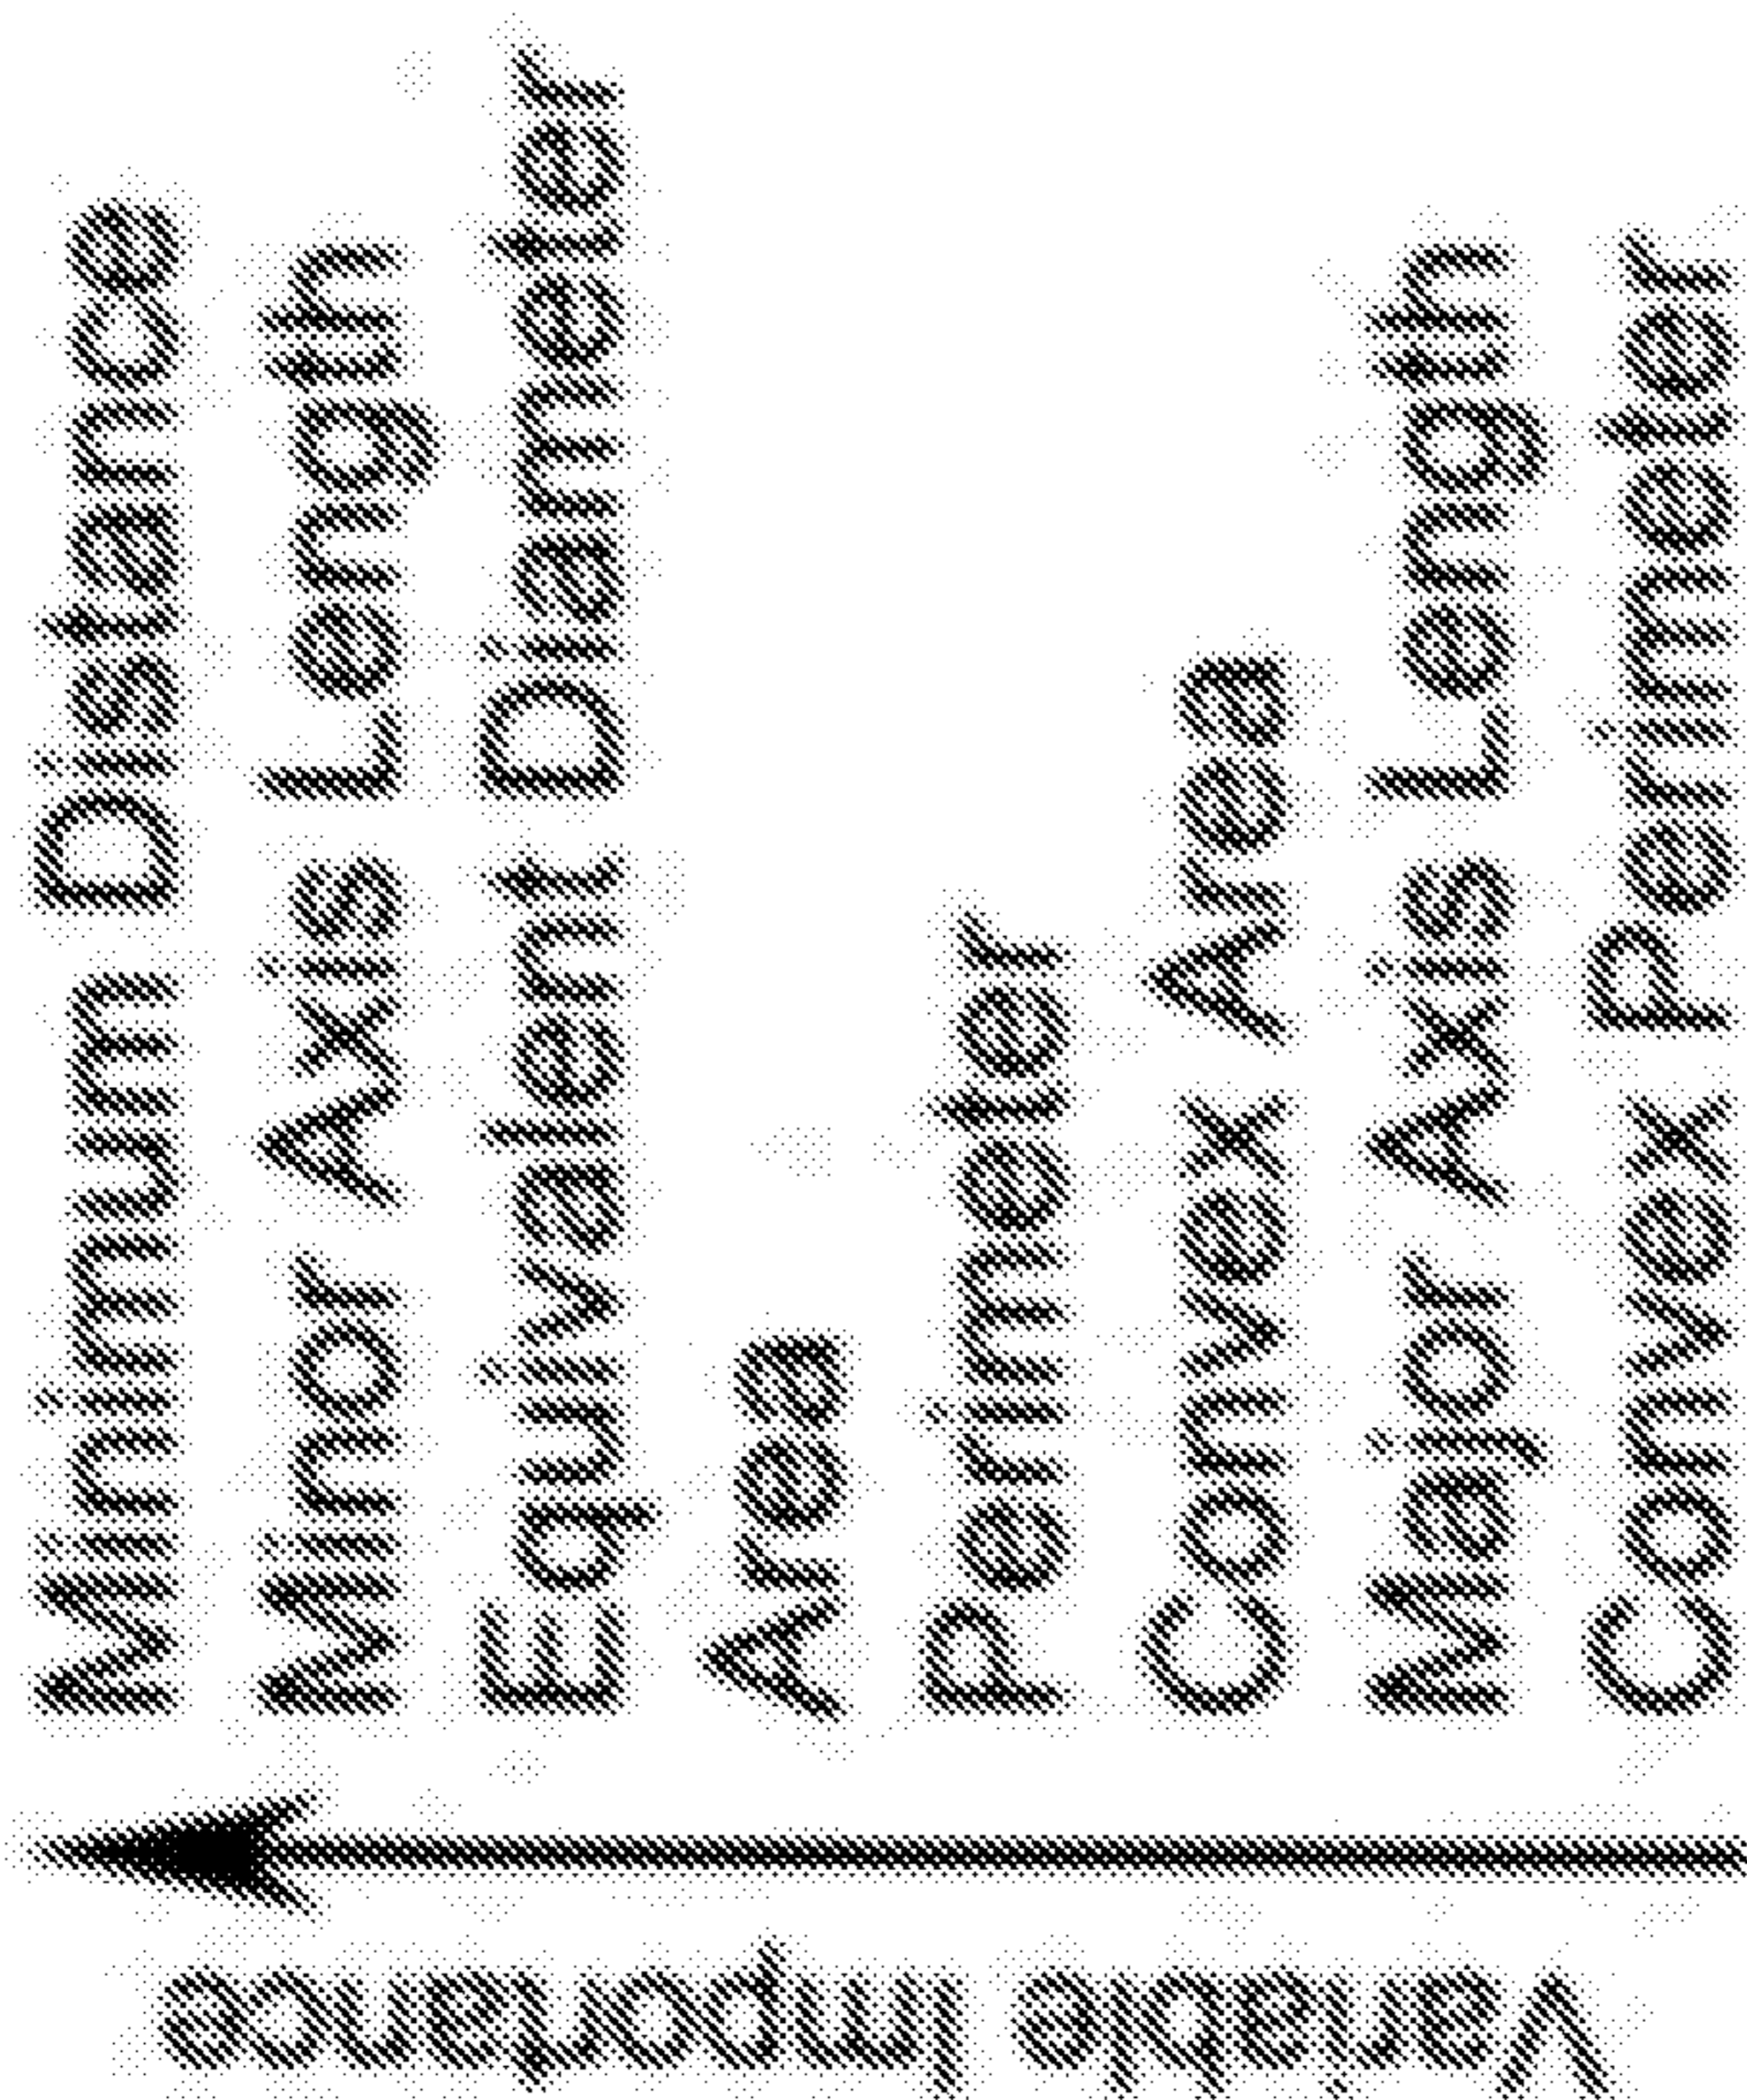 Minimum Distance
Minor Axis Length
Equivalent Diameter
Area
Perimeter
Convex Area
Major Axis Length
Convex Perimeter
Variable Importance